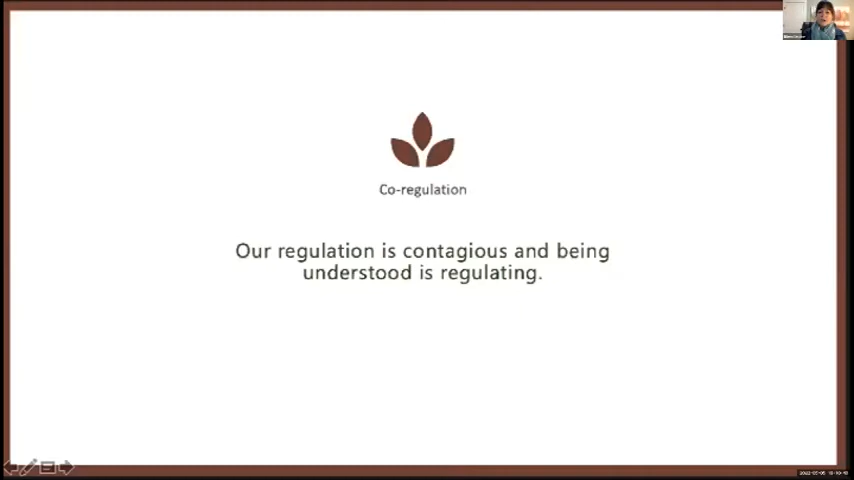 Co-regulation
Our regulation is contagious and being
understood is regulating.